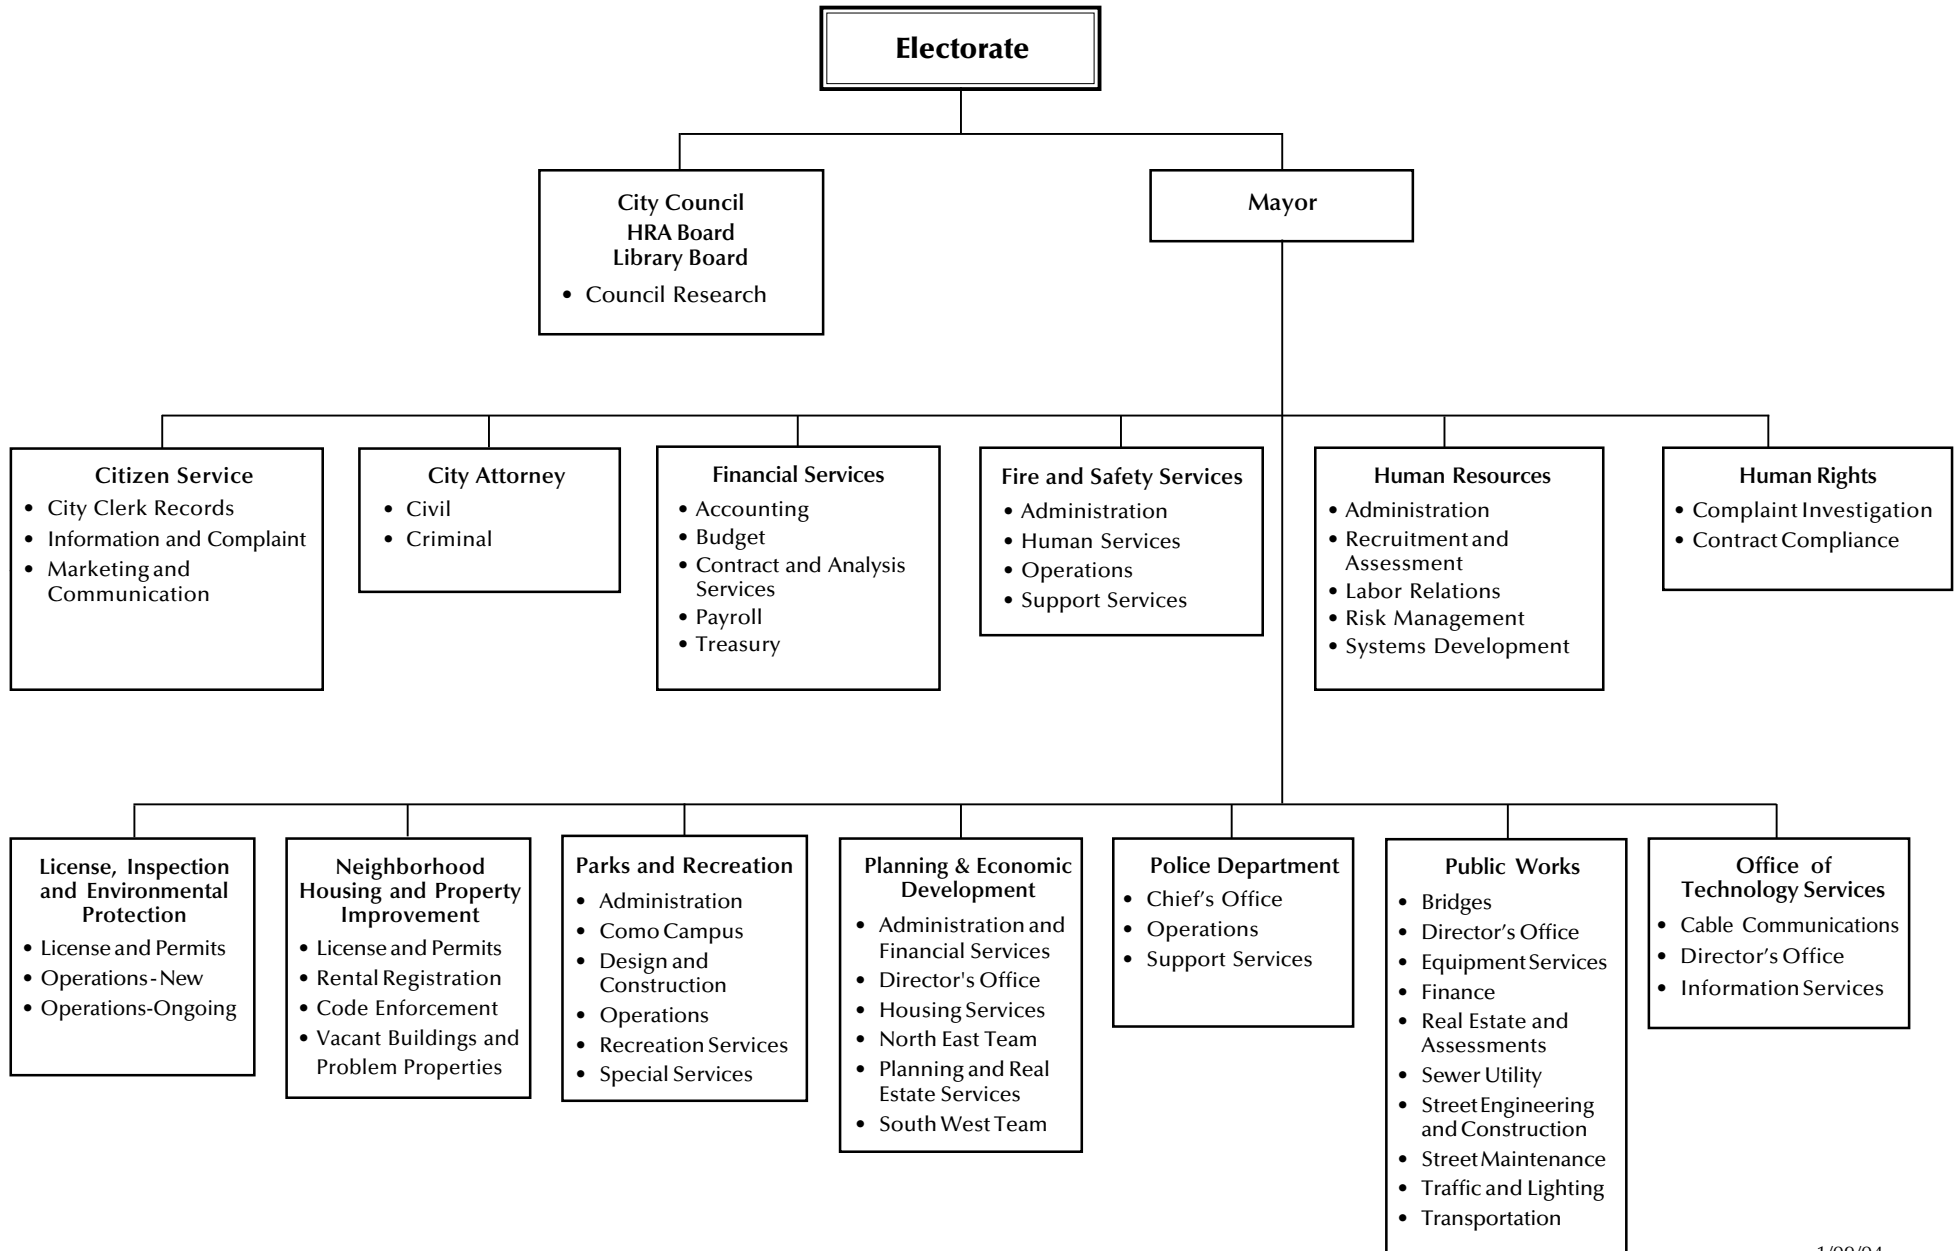 Electorate
City Council
HRA Board
Library Board
• Council Research
Mayor
Citizen Service
• City Clerk Records
• Information and Complaint
• Marketing and
Communication
City Attorney
• Civil
• Criminal
Financial Services
• Accounting
• Budget
• Contract and Analysis
Services
• Payroll
• Treasury
Fire and Safety Services
• Administration
• Human Services
• Operations
• Support Services
Human Resources
• Administration
• Recruitment and
Assessment
• Labor Relations
• Risk Management
• Systems Development
Human Rights
• Complaint Investigation
• Contract Compliance
License, Inspection
and Environmental
Protection
• License and Permits
• Operations-New
• Operations-Ongoing
Neighborhood
Housing and Property
Improvement
• License and Permits
• Rental Registration
• Code Enforcement
• Vacant Buildings and
Problem Properties
Parks and Recreation
• Administration
• Como Campus
• Design and
Construction
• Operations
• Recreation Services
• Special Services
Planning & Economic
Development
• Administration and
Financial Services
• Director's Office
• Housing Services
• North East Team
• Planning and Real
Estate Services
• South West Team
Police Department
• Chief’s Office
• Operations
• Support Services
Public Works
• Bridges
• Director’s Office
• Equipment Services
• Finance
• Real Estate and
Assessments
• Sewer Utility
• Street Engineering
and Construction
• Street Maintenance
• Traffic and Lighting
• Transportation
Office of
Technology Services
• Cable Communications
• Director’s Office
• Information Services